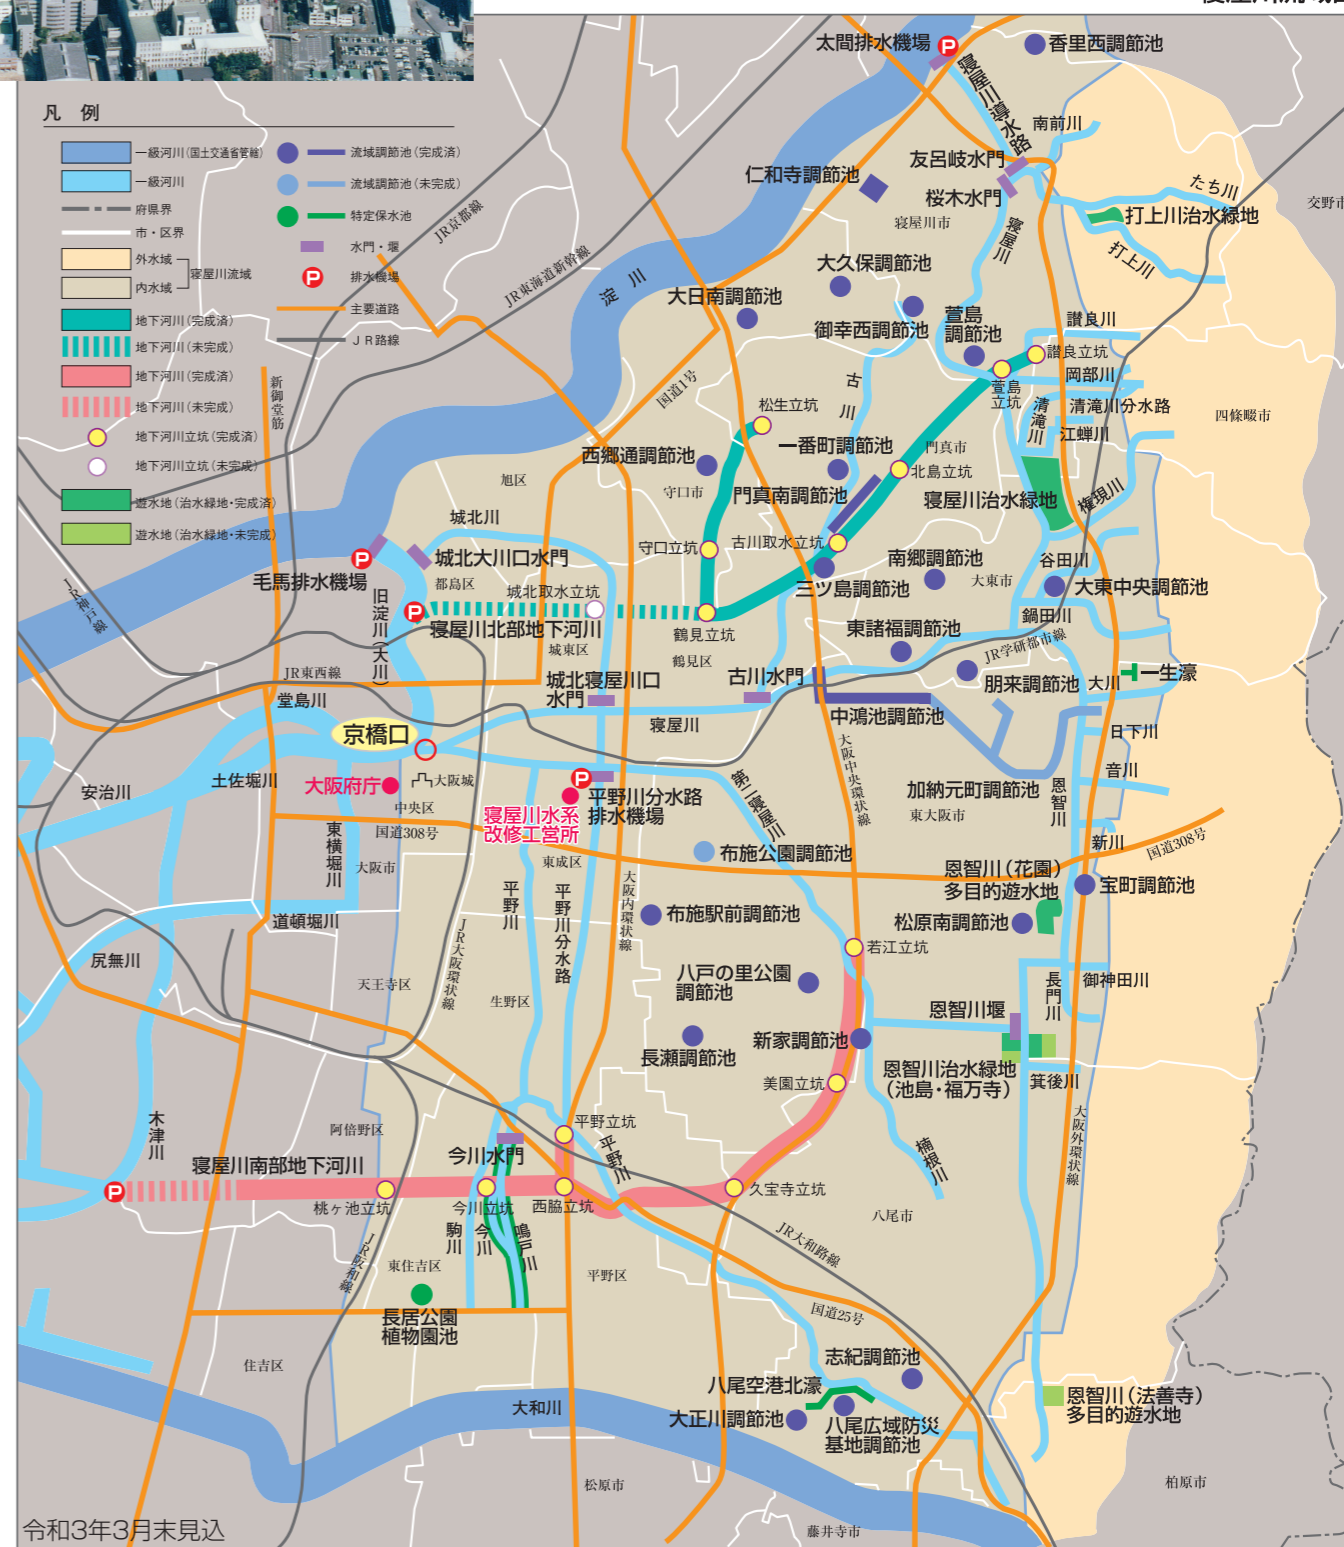 凡 例
一級河川(国土交通省管轄)
一級河川
府県界
市・区界
外水域
内水域
寝屋川流域
地下河川(完成済)
地下河川(未完成)
地下河川(完成済)
地下河川(未完成)
地下河川立坑(完成済)
地下河川立坑(未完成)
遊水地(治水緑地・完成済)
遊水地(治水緑地・未完成)
流域調節池(完成済)
流域調節池(未完成)
特定保水池
水門・堰
P
排水機場
主要道路
JR路線
太間排水機場
P
香里西調節池
寝屋川導水路
南前川
友呂岐水門
桜木水門
たち川
交野市
仁和寺調節池
寝屋川市
寝屋川
打上川治水緑地
打上川
JR京都線
JR東海道新幹線
淀川
大久保調節池
大日南調節池
御幸西調節池
萱島
調節池
讃良川
讃良立坑
岡部川
萱島
立坑
清滝川
清滝川分水路
江蝉川
四條畷市
新御堂筋
国道1号
古川
松生立坑
一番町調節池
門真市
西郷通調節池
北島立坑
旭区
守口市
門真南調節池
寝屋川治水緑地
権現川
城北川
守口立坑
古川取水立坑
南郷調節池
谷田川
P
城北大川口水門
毛馬排水機場
都島区
城北取水立坑
三ツ島調節池
大東市
大東中央調節池
JR神戸線
旧淀川(大川)
P
寝屋川北部地下河川
鶴見立坑
東諸福調節池
鍋田川
城東区
鶴見区
JR学研都市線
JR東西線
城北寝屋川口
水門
古川水門
朋来調節池
大川
一生濠
堂島川
寝屋川
中鴻池調節池
日下川
京橋口
大阪中央環状線
安治川
土佐堀川
大阪府庁
大阪城
P
平野川分水路
排水機場
第二寝屋川
加納元町調節池
恩智川
音川
中央区
寝屋川水系
改修工営所
東大阪市
国道308号
東横堀川
大阪市
東成区
布施公園調節池
新川
国道308号
恩智川(花園)
多目的遊水地
宝町調節池
平野川
平野川分水路
大阪内環状線
道頓堀川
布施駅前調節池
松原南調節池
JR大阪環状線
尻無川
若江立坑
天王寺区
生野区
八戸の里公園
調節池
長門川
御神田川
恩智川堰
長瀬調節池
新家調節池
恩智川治水緑地
(池島・福万寺)
箕後川
美園立坑
木津川
阿倍野区
平野立坑
平野川
大阪外環状線
楠根川
今川水門
寝屋川南部地下河川
P
桃ヶ池立坑
今川立坑
西脇立坑
久宝寺立坑
八尾市
駒川
今川
鳴戸川
JR阪和線
JR大和路線
東住吉区
平野区
長居公園
植物園池
国道25号
住吉区
志紀調節池
八尾空港北濠
恩智川(法善寺)
多目的遊水地
大和川
大正川調節池
八尾広域防災
基地調節池
松原市
柏原市
藤井寺市
令和3年3月末見込